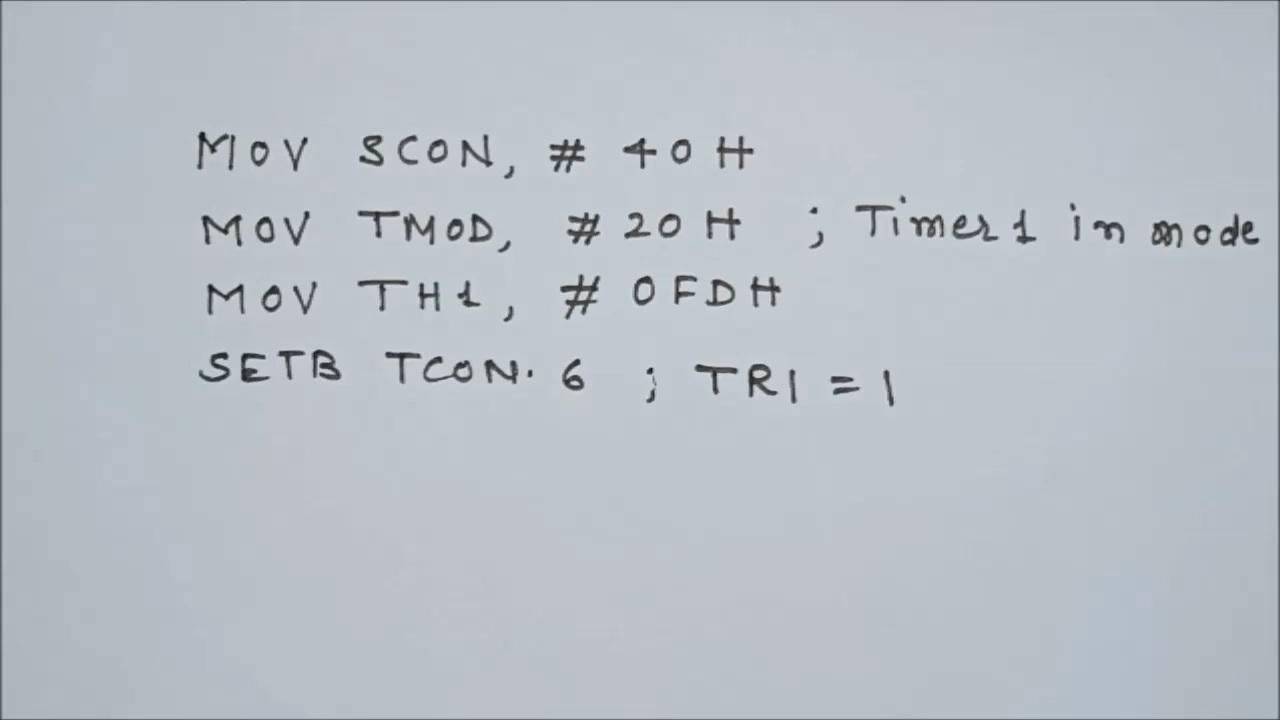 MOV SCON, # 40H
MOV TMOD, #20H ; Timer1 in mode
MOV TH1, # 0FDH
SETB TCON.6 ; TR1 = 1